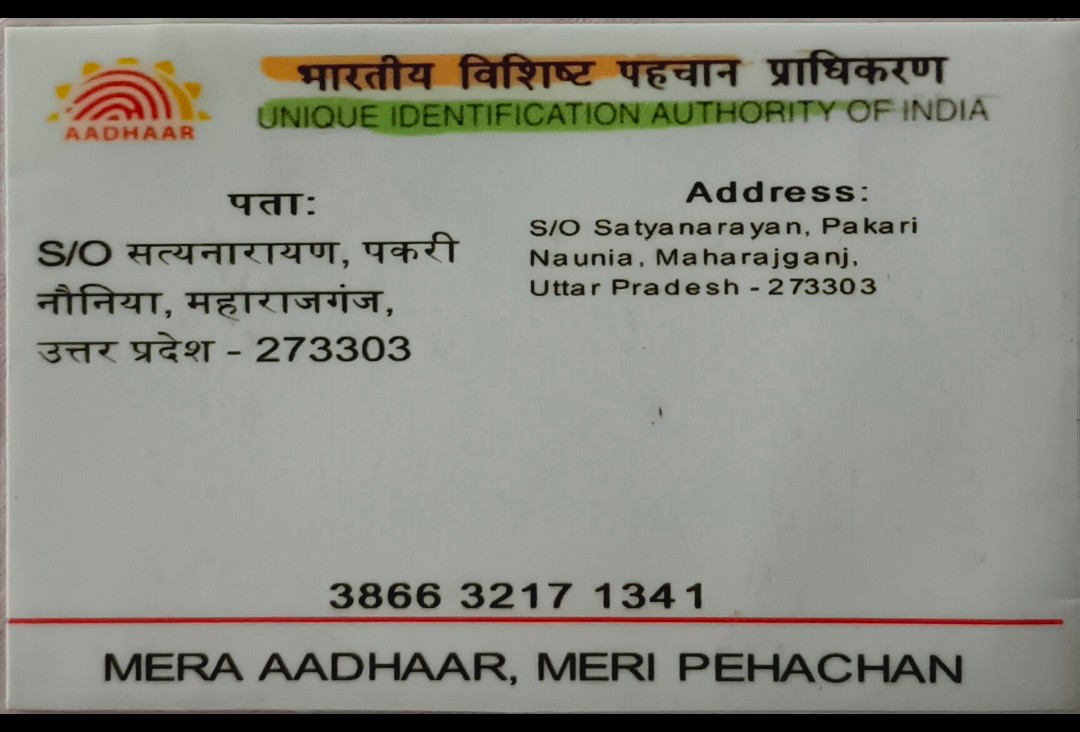 AADHAAR
भारतीय विशिष्ट पहचान प्राधिकरण
UNIQUE IDENTIFICATION AUTHORITY OF INDIA
पता:
S/O सत्यनारायण, पकरी
नौनिया, महाराजगंज,
उत्तर प्रदेश - 273303
Address:
S/O Satyanarayan, Pakari
Naunia, Maharajganj,
Uttar Pradesh - 273303
3866 3217 1341
MERA AADHAAR, MERI PEHACHAN